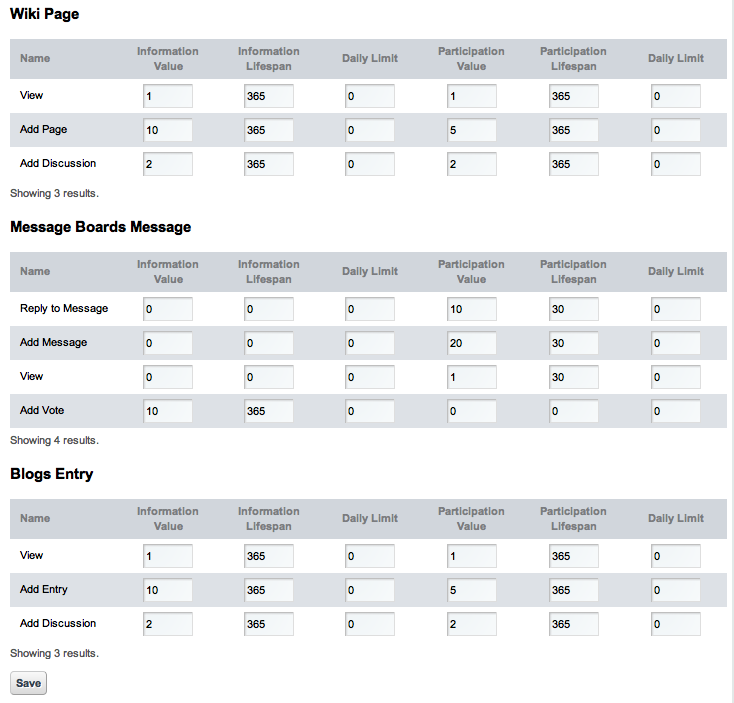 Wiki Page
Name Information Value Information Lifespan Daily Limit Participation Value Participation Lifespan Daily Limit
View 1 365 0 1 365 0
Add Page 10 365 0 5 365 0
Add Discussion 2 365 0 2 365 0
Showing 3 results.
Message Boards Message
Name Information Value Information Lifespan Daily Limit Participation Value Participation Lifespan Daily Limit
Reply to Message 0 0 0 10 30 0
Add Message 0 0 0 20 30 0
View 0 0 0 1 30 0
Add Vote 10 365 0 0 0 0
Showing 4 results.
Blogs Entry
Name Information Value Information Lifespan Daily Limit Participation Value Participation Lifespan Daily Limit
View 1 365 0 1 365 0
Add Entry 10 365 0 5 365 0
Add Discussion 2 365 0 2 365 0
Showing 3 results.
Save